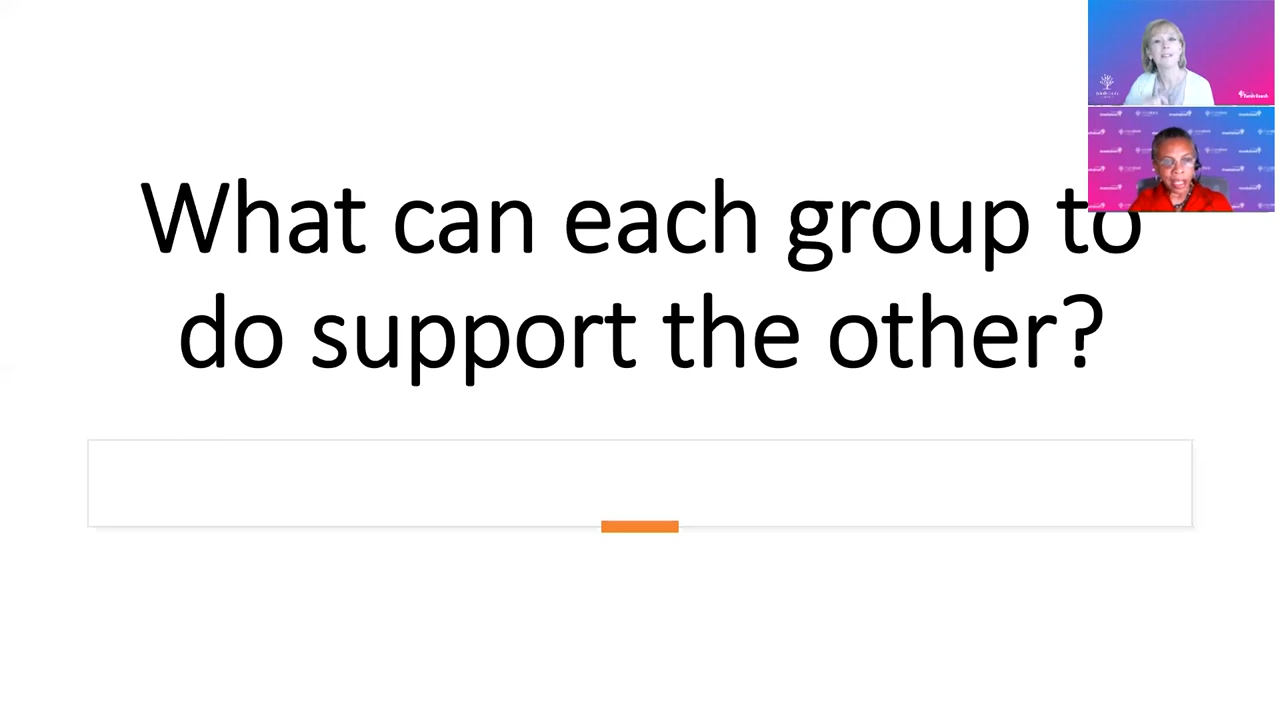 What can each group to
do support the other?